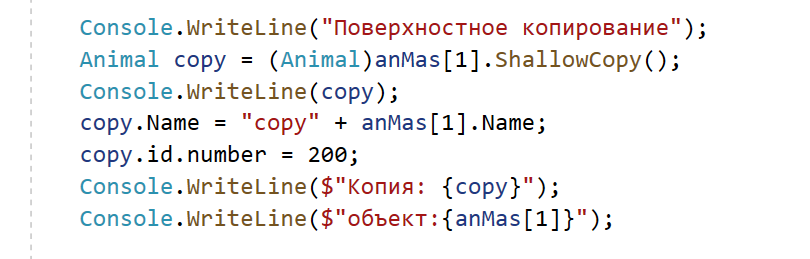 Console.WriteLine("Поверхностное копирование");
Animal copy = (Animal)anMas[1].ShallowCopy();
Console.WriteLine(copy);
copy.Name = "copy" + anMas[1].Name;
copy.id.number = 200;
Console.WriteLine($"Копия: {copy}");
Console.WriteLine($"объект:{anMas[1]}");